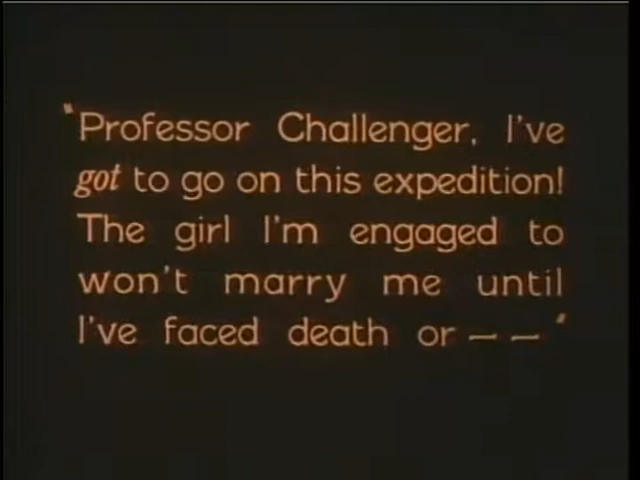 "Professor Challenger, I've
got to go on this expedition!
The girl I'm engaged to
won't marry me until
I've faced death or — — "